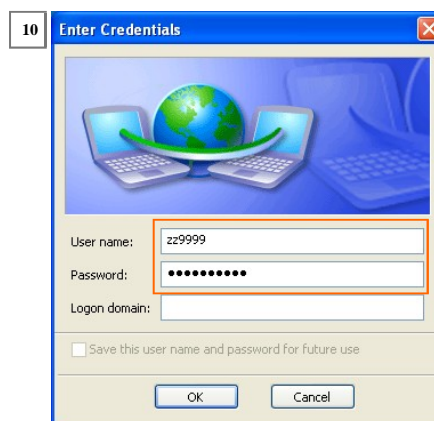 10
Enter Credentials
User name: zz9999
Password: ●●●●●●●●●●
Logon domain:
Save this user name and password for future use
OK Cancel